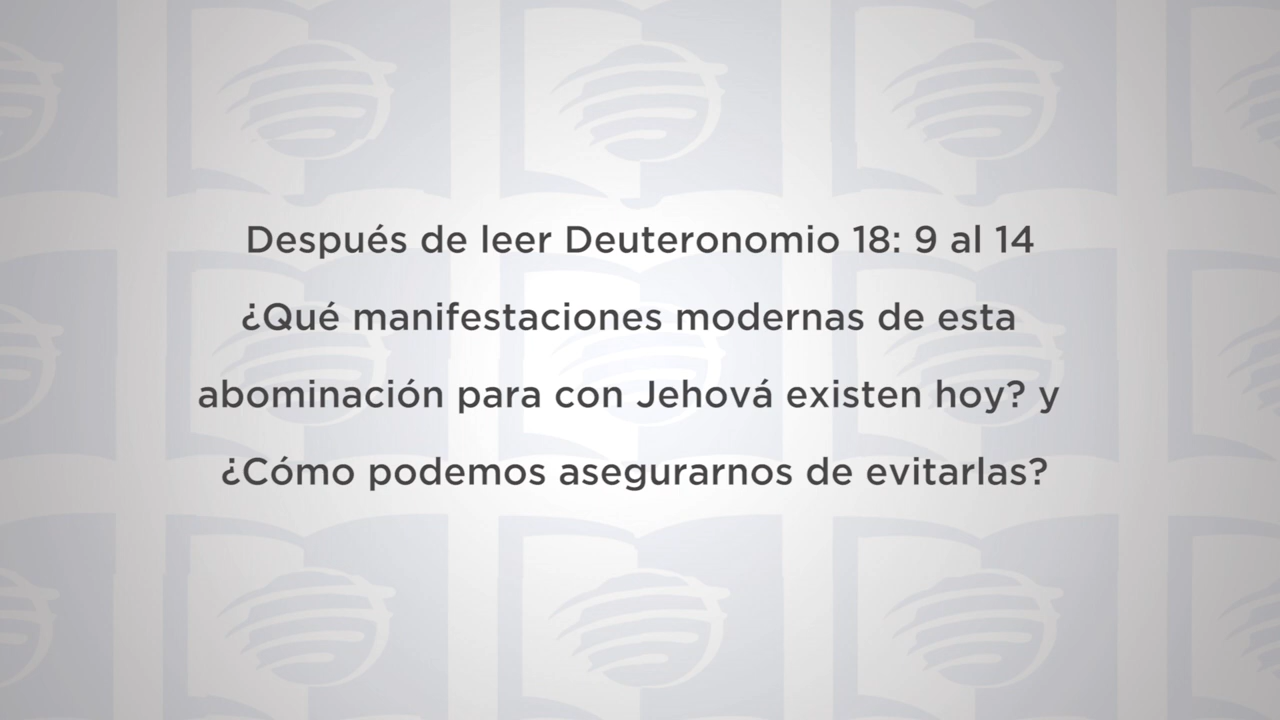 Después de leer Deuteronomio 18: 9 al 14
¿Qué manifestaciones modernas de esta
abominación para con Jehová existen hoy? y
¿Cómo podemos asegurarnos de evitarlas?